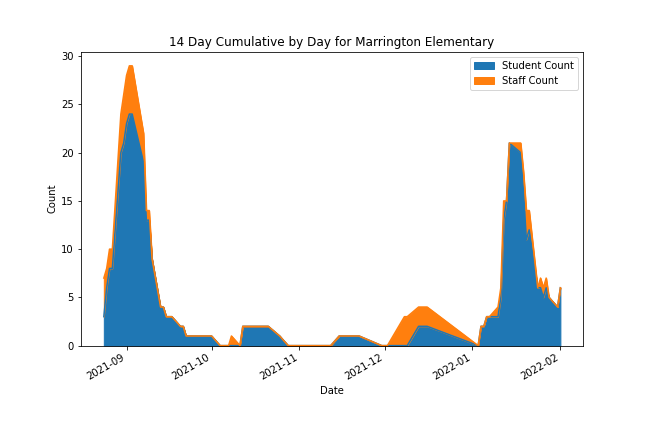 14 Day Cumulative by Day for Marrington Elementary
30
25
20
15
10
5
0
Count
Student Count
Staff Count
2021-09
2021-10
2021-11
2021-12
2022-01
2022-02
Date